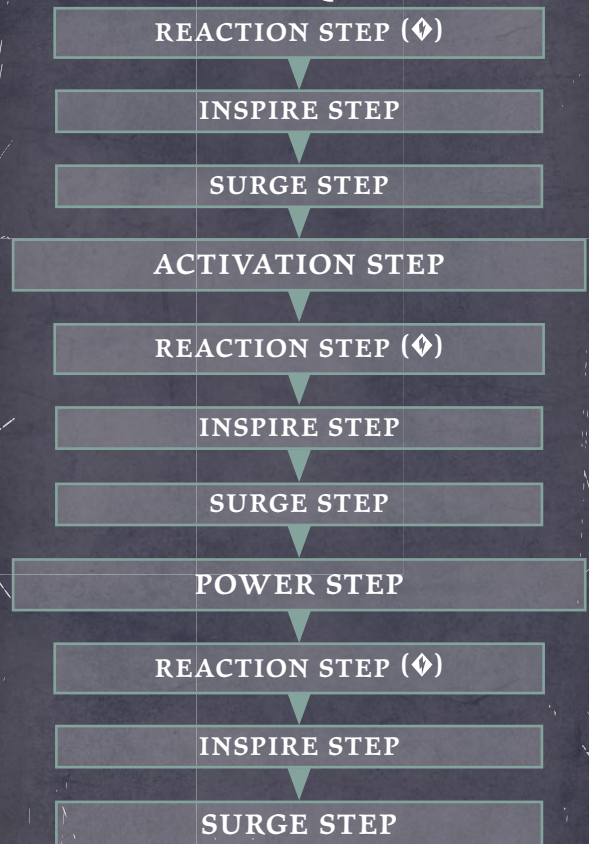 REACTION STEP ()
INSPIRE STEP
SURGE STEP
ACTIVATION STEP
REACTION STEP ()
INSPIRE STEP
SURGE STEP
POWER STEP
REACTION STEP ()
INSPIRE STEP
SURGE STEP